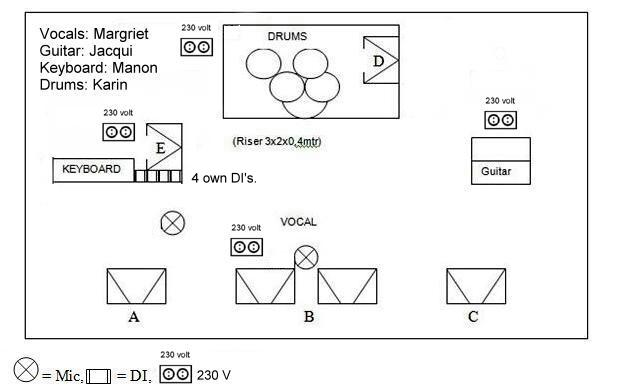 Vocals: Margriet
Guitar: Jacqui
Keyboard: Manon
Drums: Karin
230 volt
DRUMS
D
230 volt
230 volt
E
(Riser 3x2x0,4mtr)
KEYBOARD
4 own DI's.
Guitar
230 volt
VOCAL
A
B
C
= Mic, = DI, 230 volt 230 V